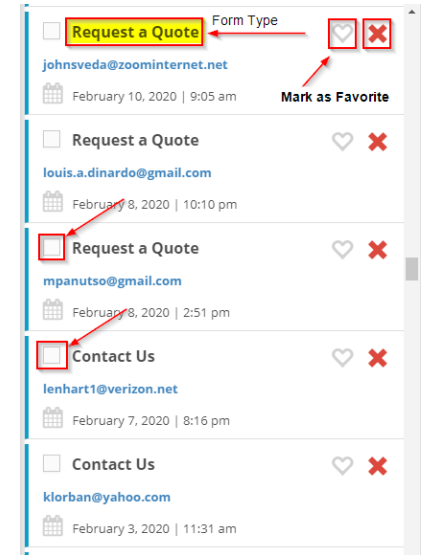 Request a Quote
Form Type
johnsveda@zoominternet.net
February 10, 2020 | 9:05 am
Mark as Favorite
Request a Quote
louis.a.dinardo@gmail.com
February 8, 2020 | 10:10 pm
Request a Quote
mpanutso@gmail.com
February 8, 2020 | 2:51 pm
Contact Us
lenhart1@verizon.net
February 7, 2020 | 8:16 pm
Contact Us
klorban@yahoo.com
February 3, 2020 | 11:31 am